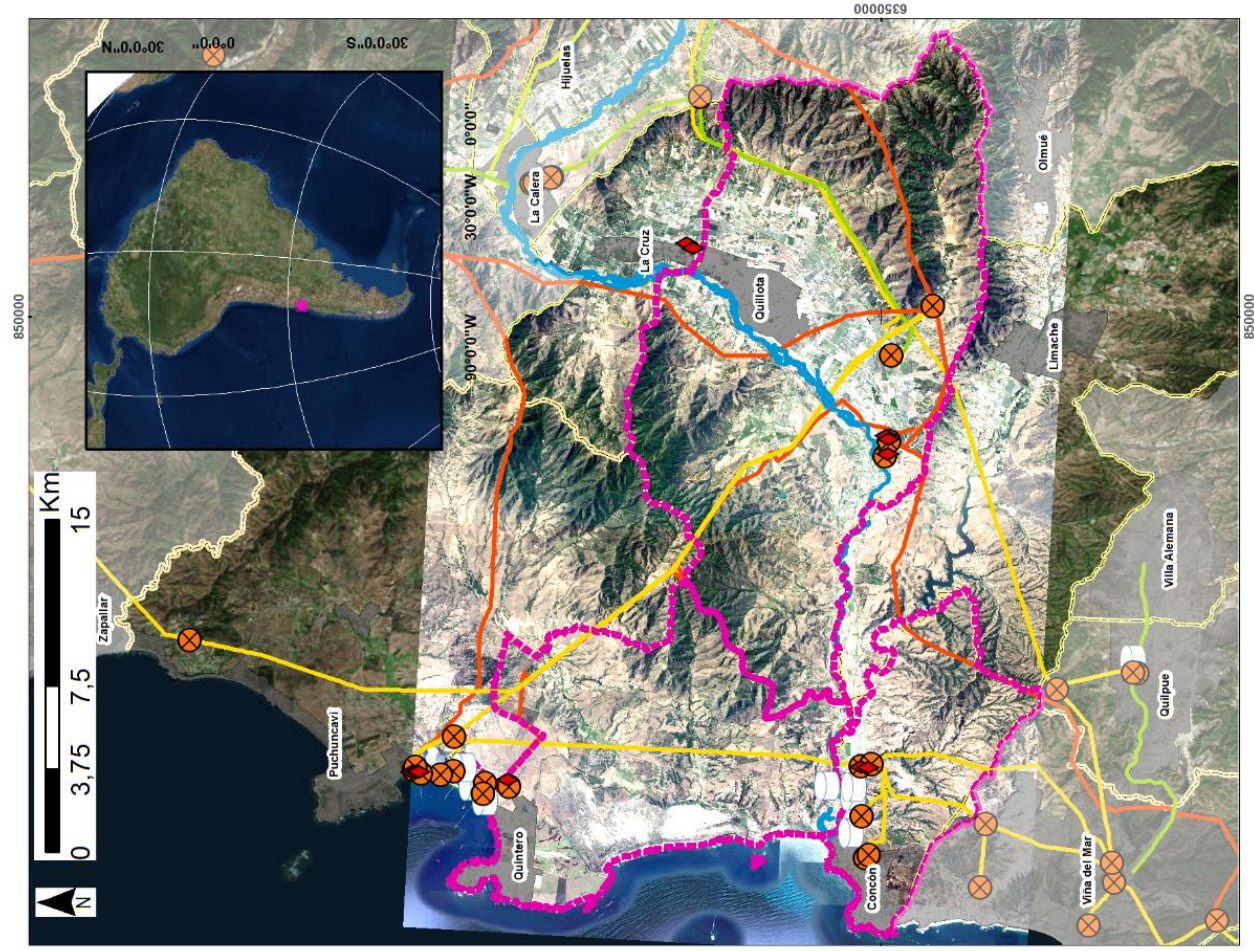 6350000
30°0'0"N
0°0'0"
30°0'0"S
850000
Hijuelas
0°0'0"
30°0'0"W
90°0'0"W
La Calera
Olmué
La Cruz
Quillota
Limache
850000
15
Km
7,5
3,75
0
N
Zapallar
Puchuncaví
Quintero
Concón
Villa Alemana
Quilpue
Viña del Mar